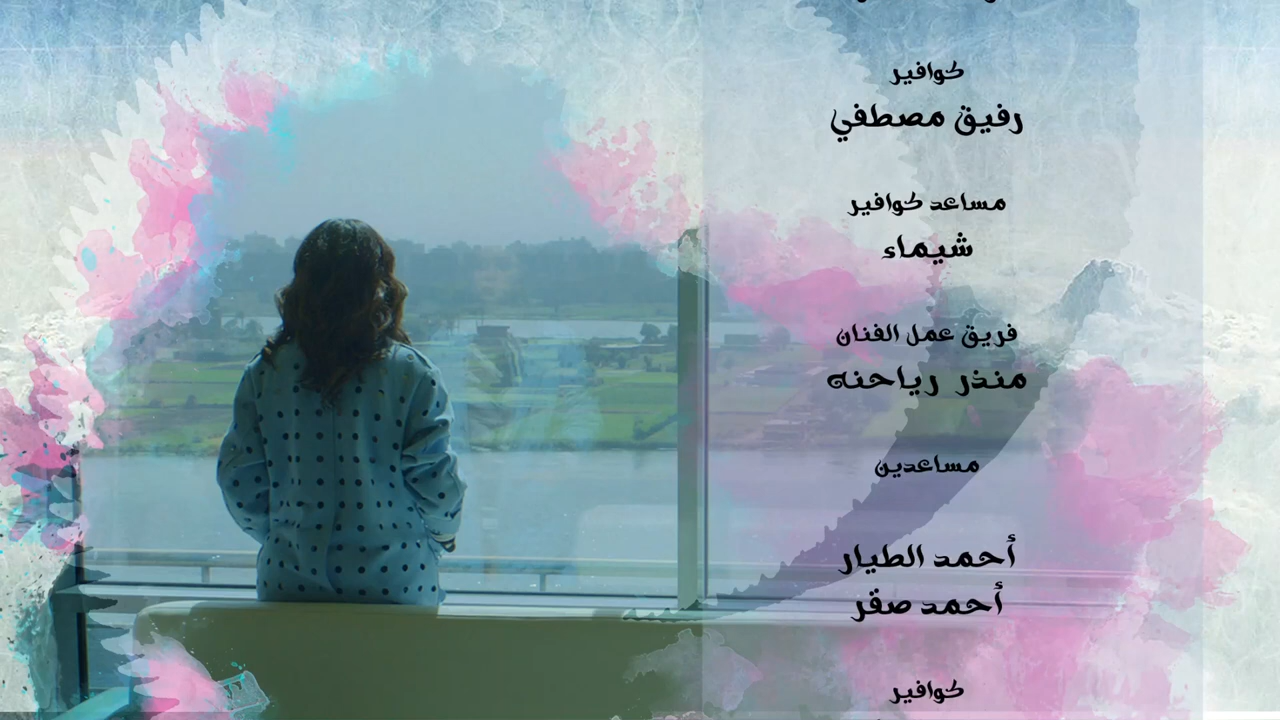 كوافير
رفيق مصطفي
مساعد كوافير
شيماء
فريق عمل الفنان
منذر رياحنه
مساعدين
أحمد الطيار
أحمد صقر
كوافير